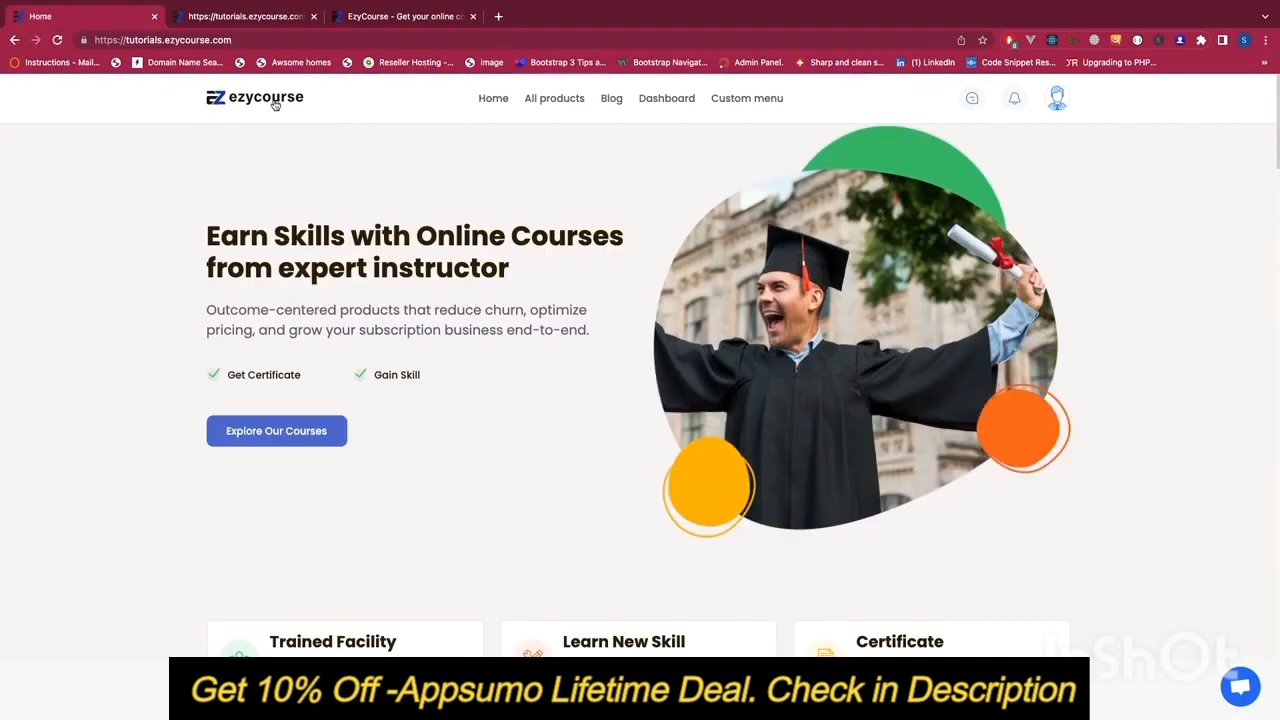 Home
https://tutorials.ezycourse.com
EzyCourse - Get your online co
https://tutorials.ezycourse.com
Instructions - Mail...
Domain Name Sea...
Awsome homes
Reseller Hosting -...
image
Bootstrap 3 Tips a...
Bootstrap Navigat...
Admin Panel.
Sharp and clean s...
(1) LinkedIn
Code Snippet Res...
Upgrading to PHP...
ezycourse
Home
All products
Blog
Dashboard
Custom menu
Earn Skills with Online Courses
from expert instructor
Outcome-centered products that reduce churn, optimize
pricing, and grow your subscription business end-to-end.
Get Certificate
Gain Skill
Explore Our Courses
Trained Facility
Learn New Skill
Certificate
InShOt
Get 10% Off -Appsumo Lifetime Deal. Check in Description